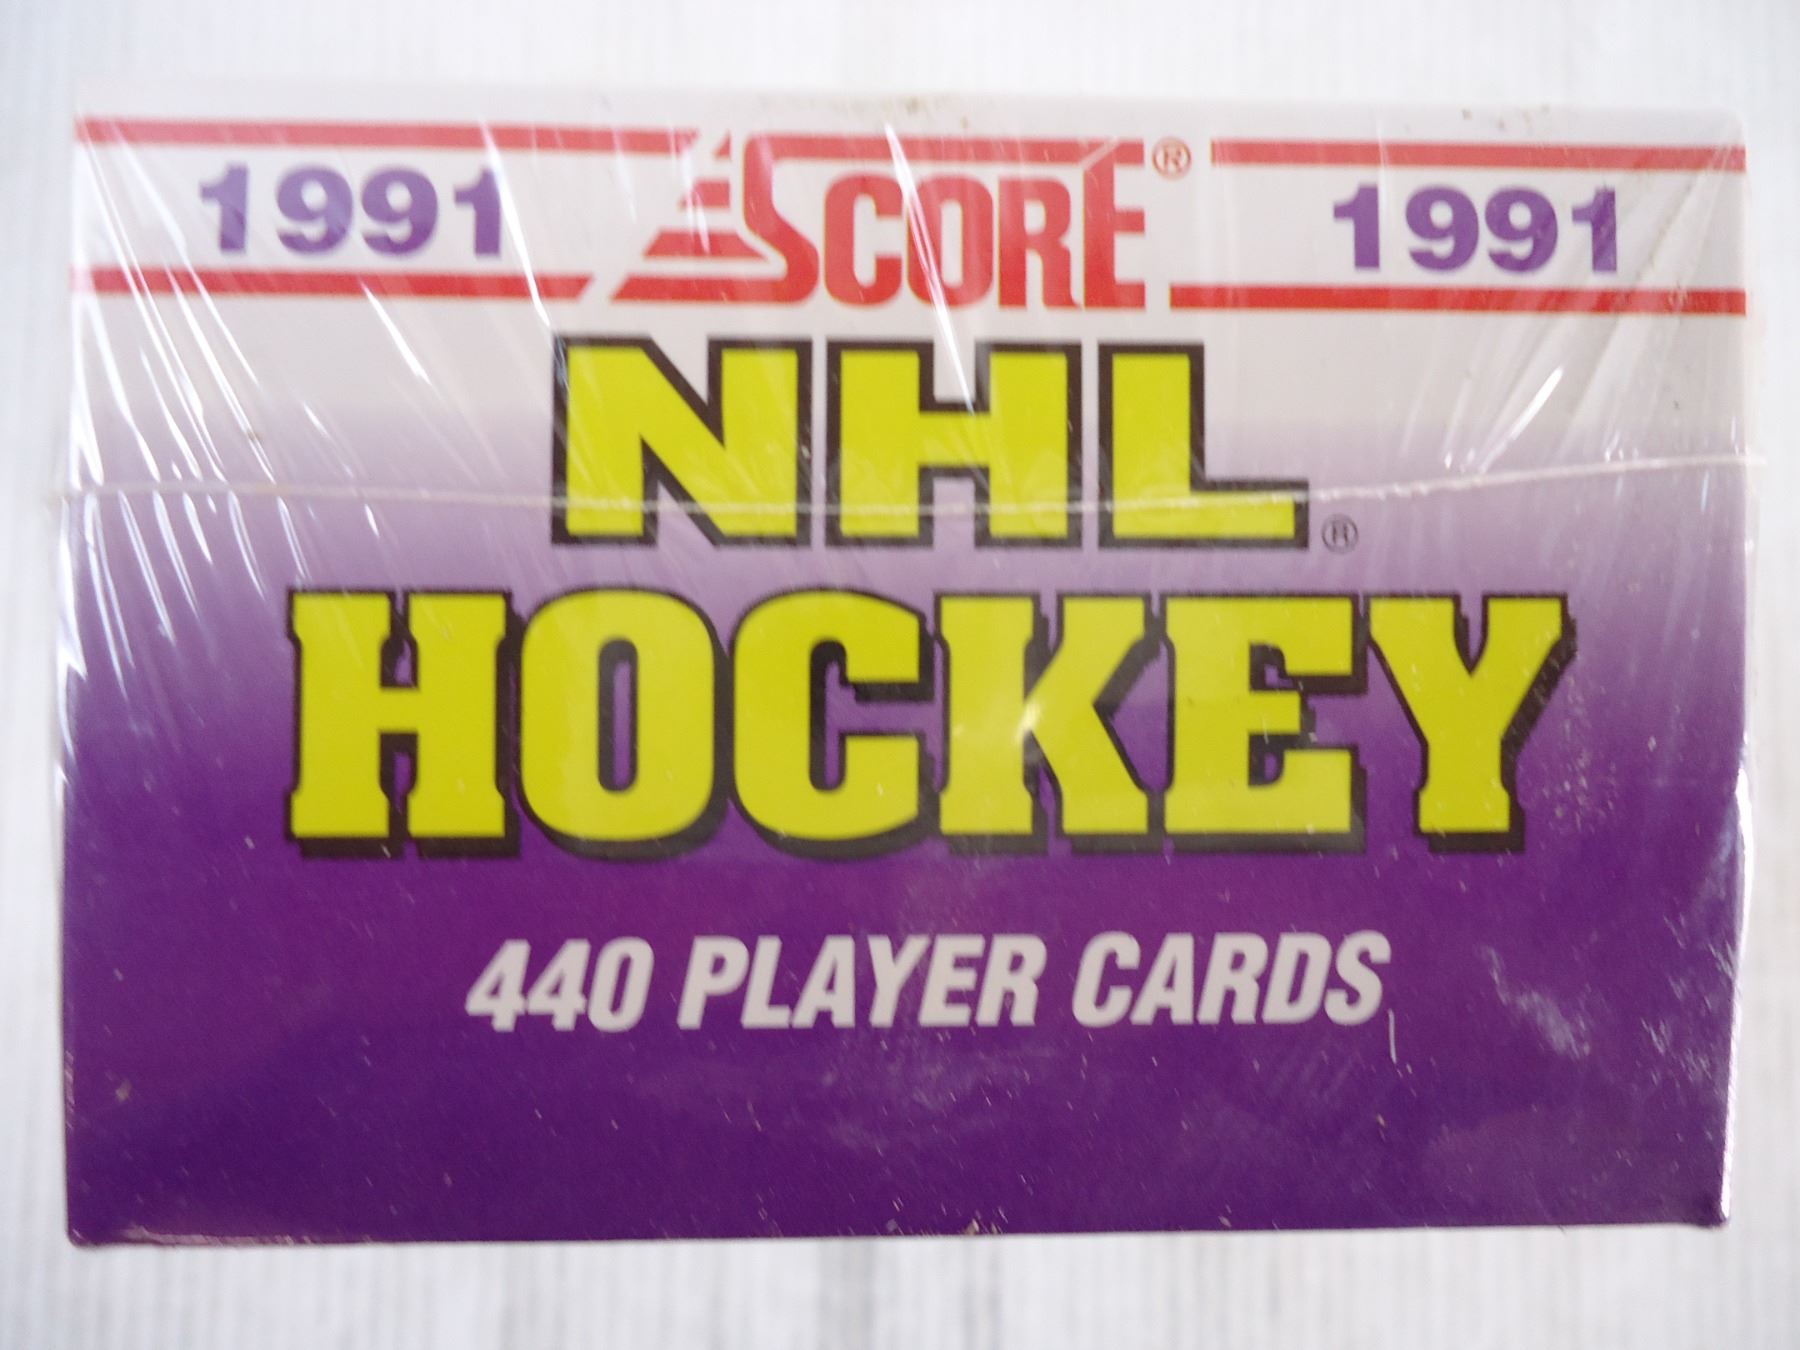 1991 SCORE® 1991
NHL®
HOCKEY
440 PLAYER CARDS